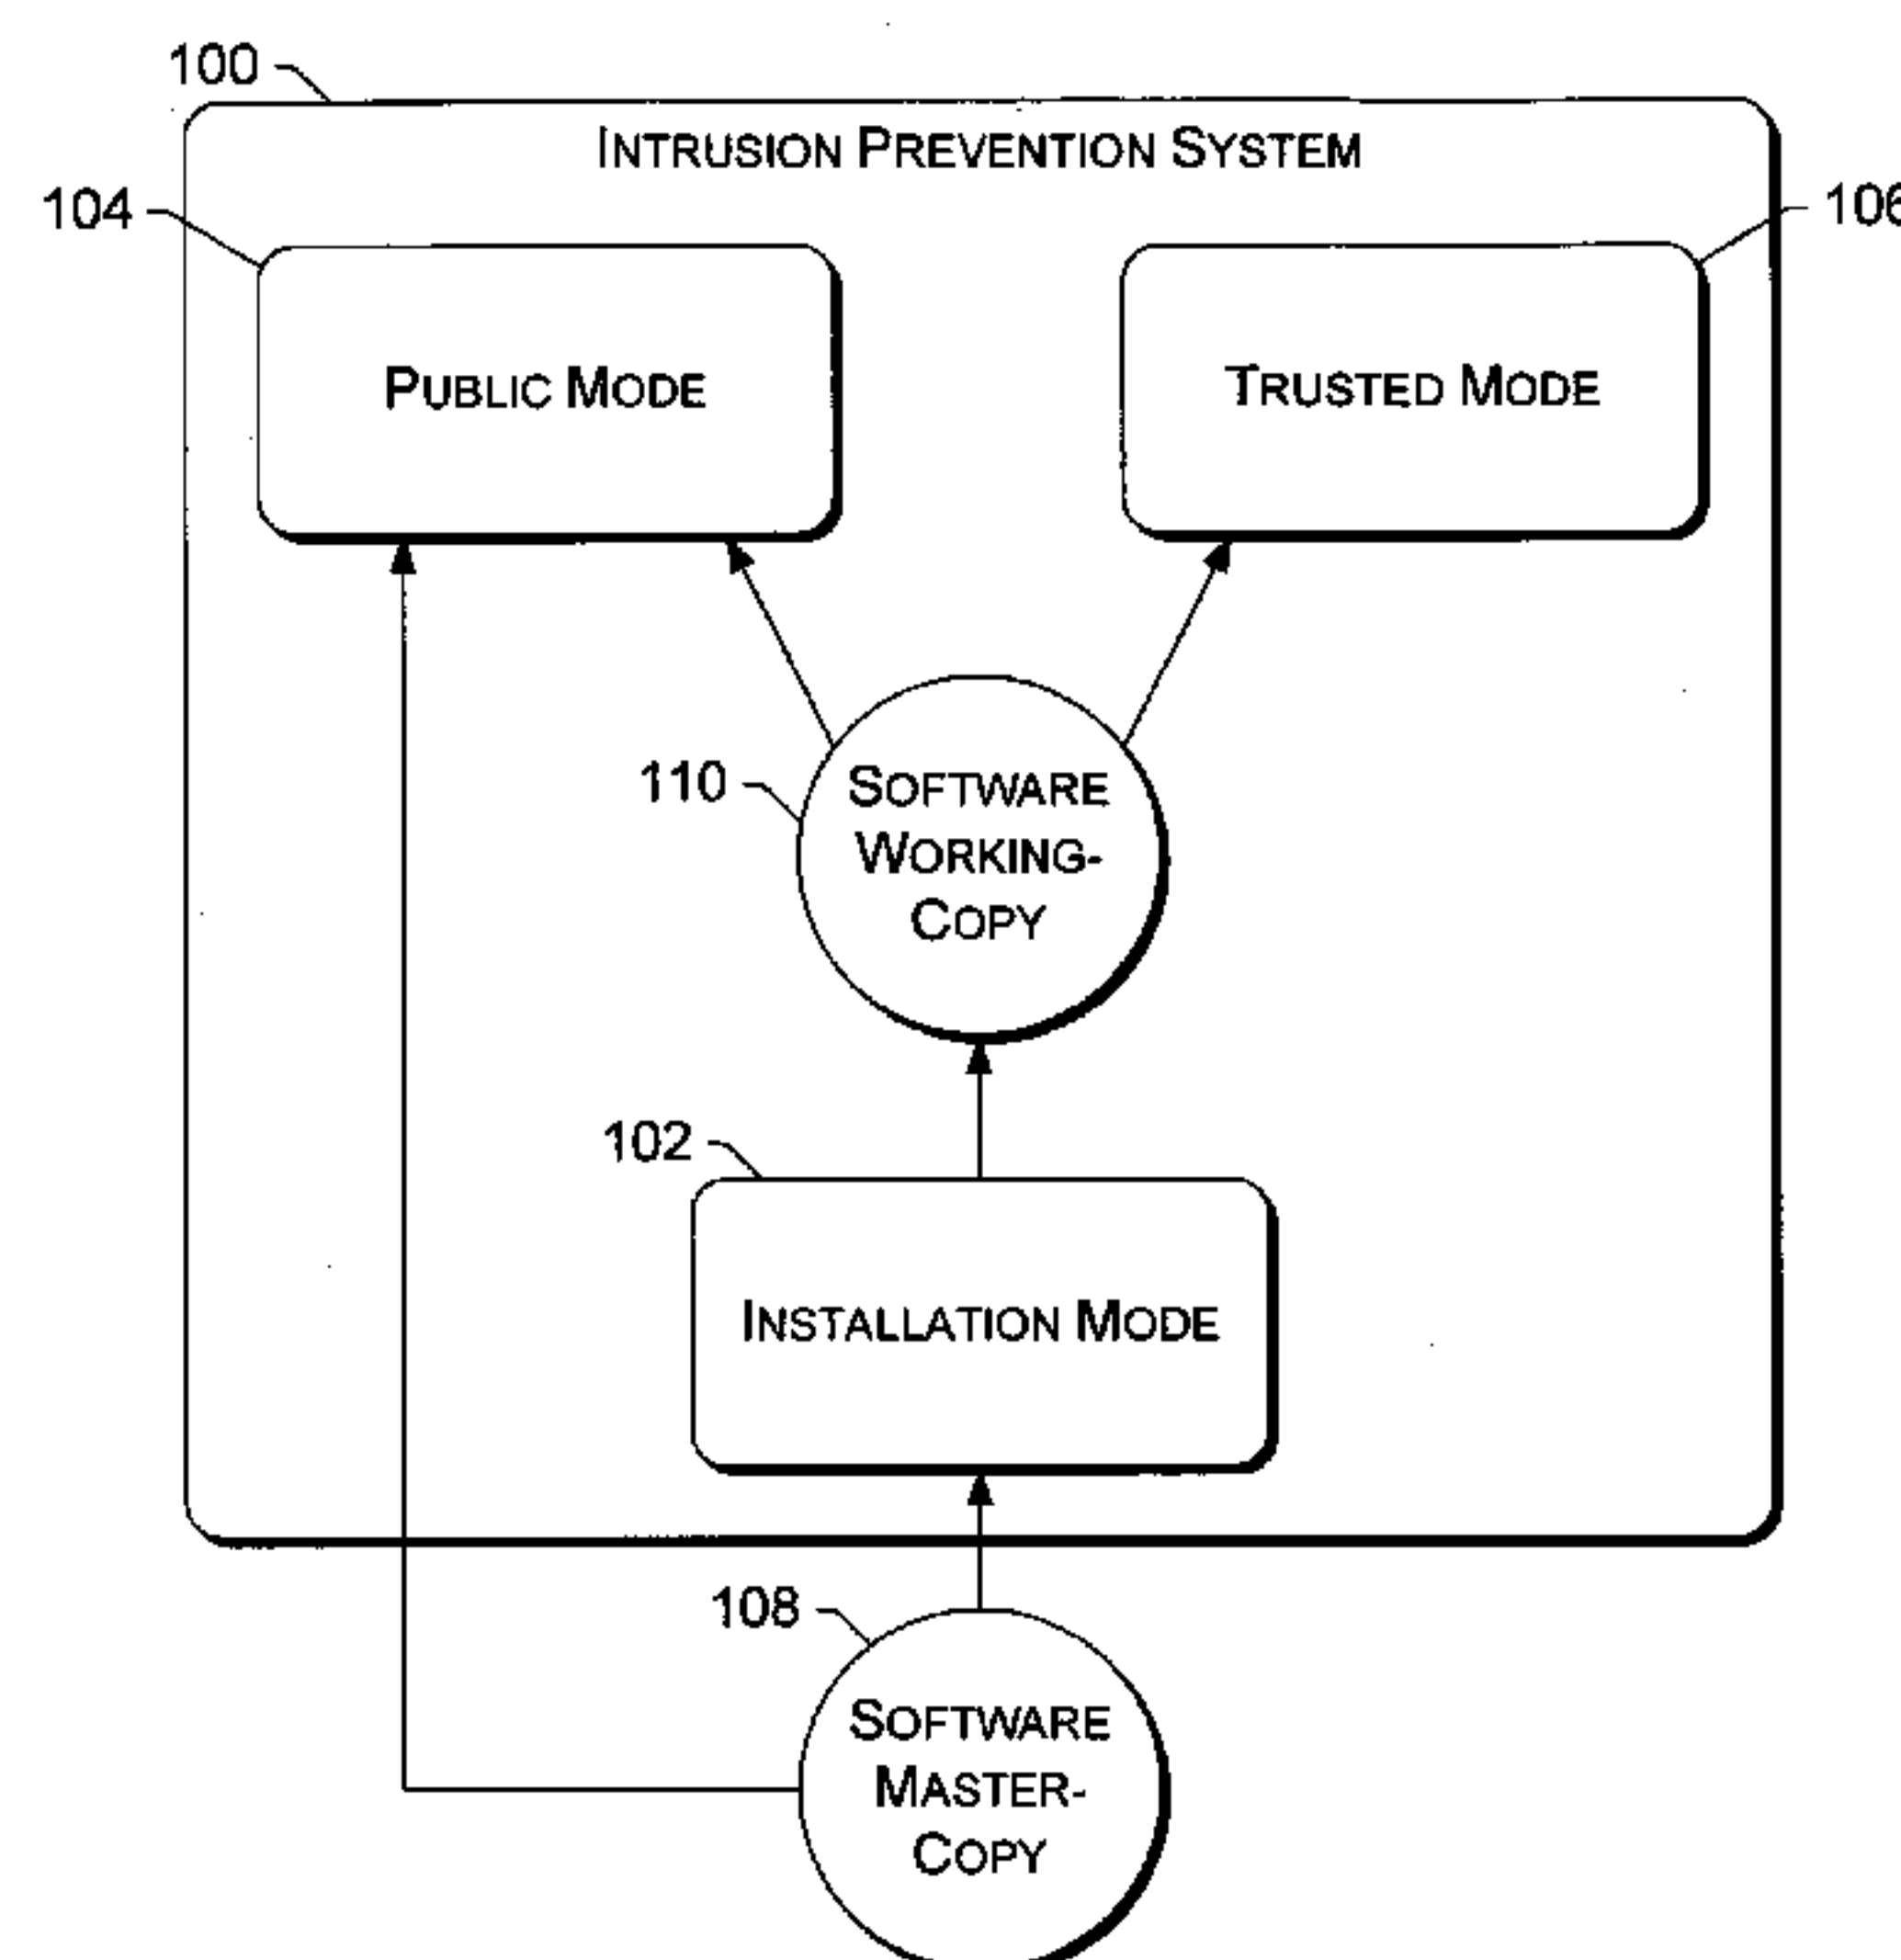 100
INTRUSION PREVENTION SYSTEM
104
106
PUBLIC MODE
TRUSTED MODE
110
SOFTWARE
WORKING-
COPY
102
INSTALLATION MODE
108
SOFTWARE
MASTER-
COPY